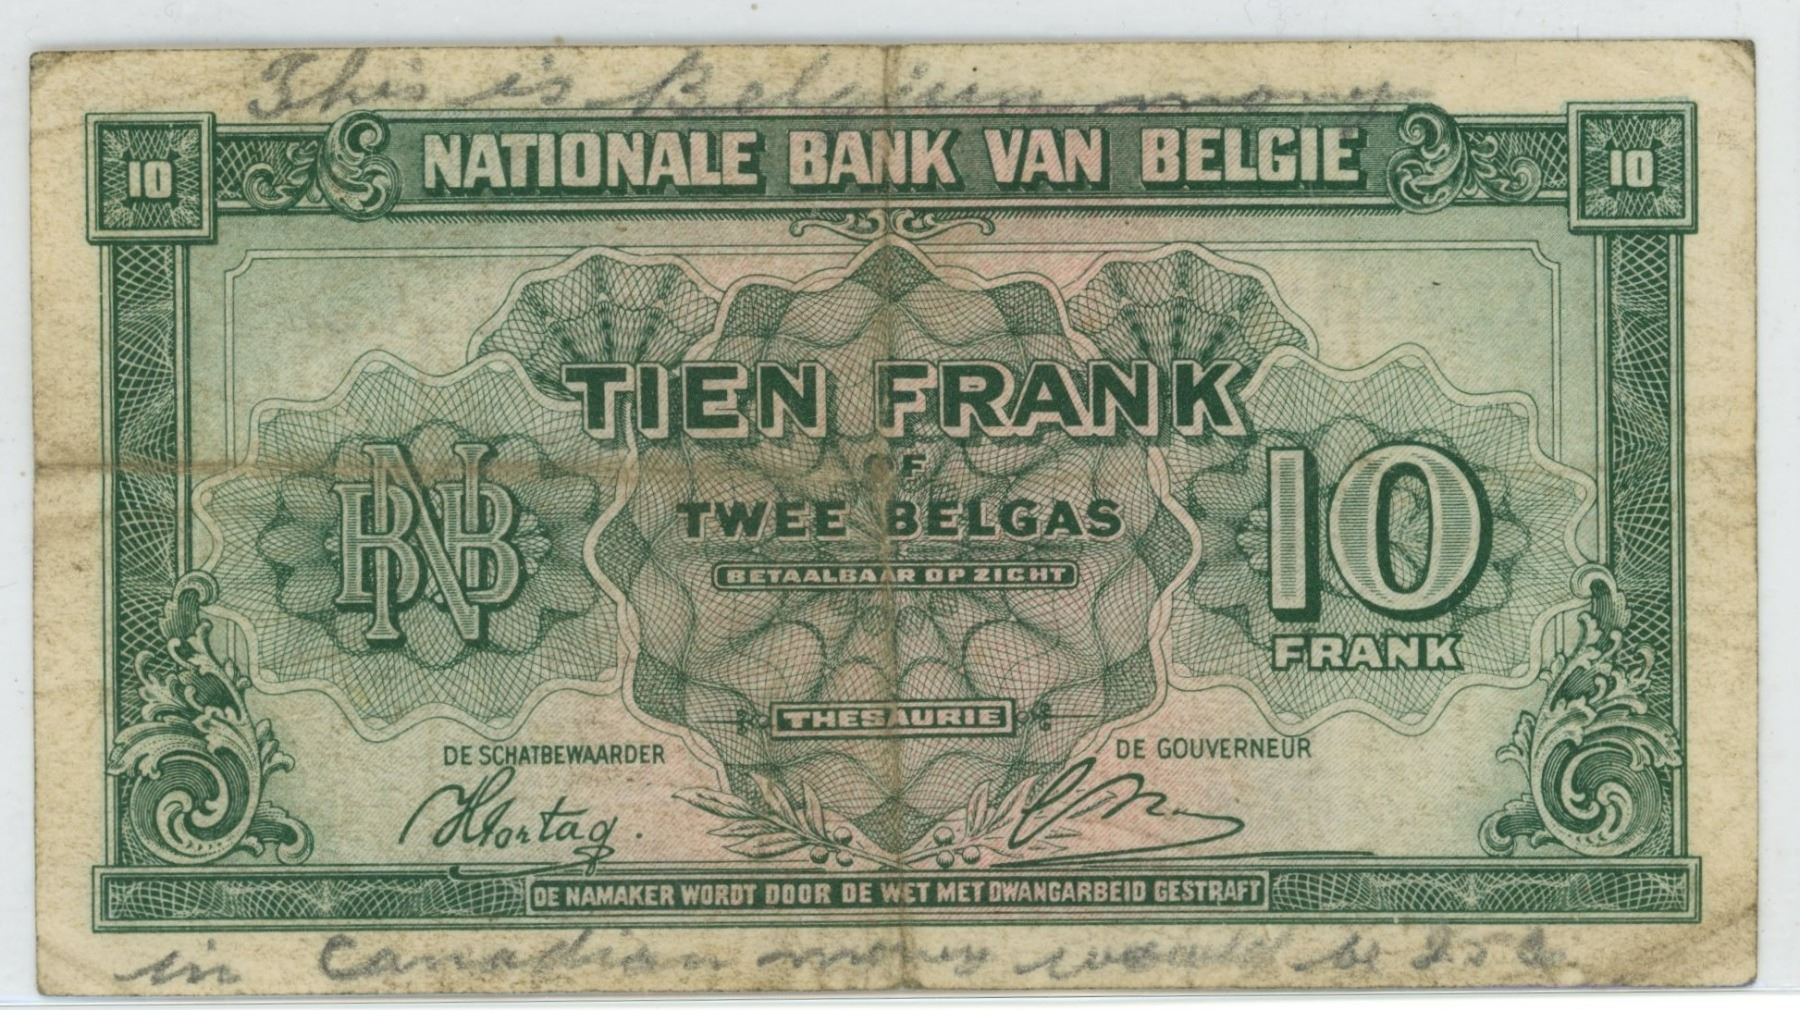 This is Belgium money
10 NATIONALE BANK VAN BELGIE 10
TIEN FRANK
OF
TWEE BELGAS
BETAALBAAR OP ZICHT
BNB
10
FRANK
THESAURIE
DE SCHATBEWAARDER DE GOUVERNEUR
DE NAMAKER WORDT DOOR DE WET MET DWANGARBEID GESTRAFT
in Canadian money would be